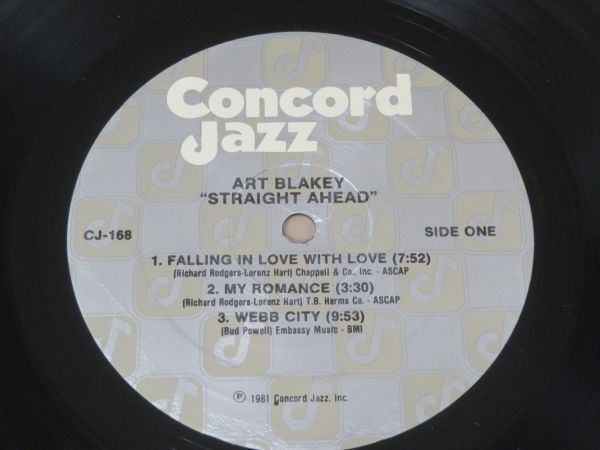 Concord
Jazz
ART BLAKEY
"STRAIGHT AHEAD"
CJ-168
SIDE ONE
1. FALLING IN LOVE WITH LOVE (7:52)
(Richard Rodgers-Lorenz Hart) Chappell & Co., Inc. - ASCAP
2. MY ROMANCE (3:30)
(Richard Rodgers-Lorenz Hart) T.B. Harms Co. - ASCAP
3. WEBB CITY (9:53)
(Bud Powell) Embassy Music - BMI
℗ 1981 Concord Jazz, Inc.